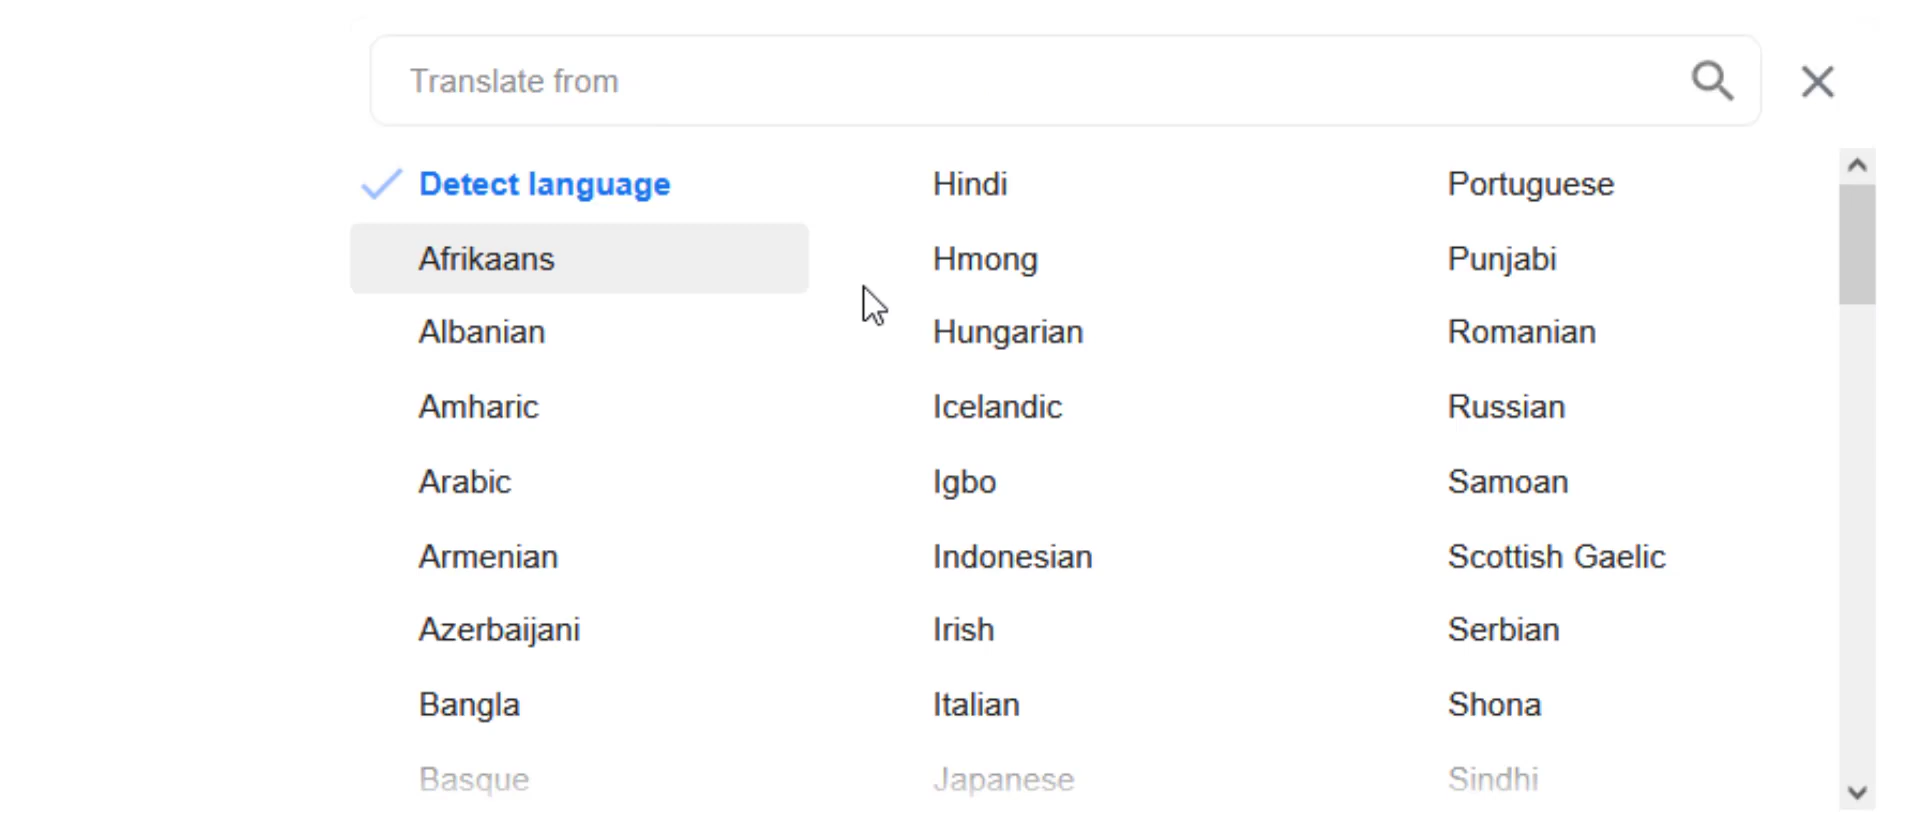 Translate from
Detect language
Afrikaans
Albanian
Amharic
Arabic
Armenian
Azerbaijani
Bangla
Basque
Hindi
Hmong
Hungarian
Icelandic
Igbo
Indonesian
Irish
Italian
Japanese
Portuguese
Punjabi
Romanian
Russian
Samoan
Scottish Gaelic
Serbian
Shona
Sindhi